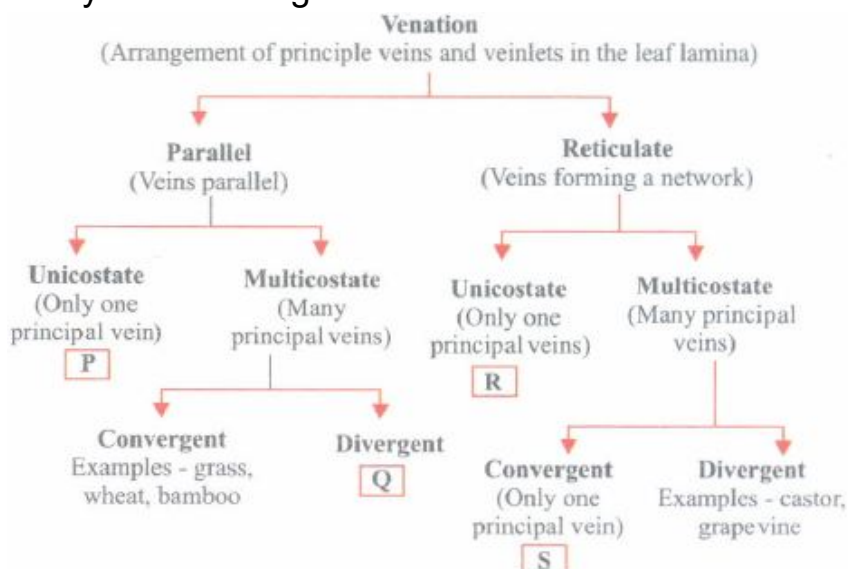 Venation
(Arrangement of principle veins and veinlets in the leaf lamina)
Parallel
(Veins parallel)
Reticulate
(Veins forming a network)
Unicostate
(Only one
principal vein)
P
Multicostate
(Many
principal veins)
Unicostate
(Only one
principal veins)
R
Multicostate
(Many principal
veins)
Convergent
Examples - grass,
wheat, bamboo
Divergent
Q
Convergent
(Only one
principal vein)
S
Divergent
Examples - castor,
grapevine